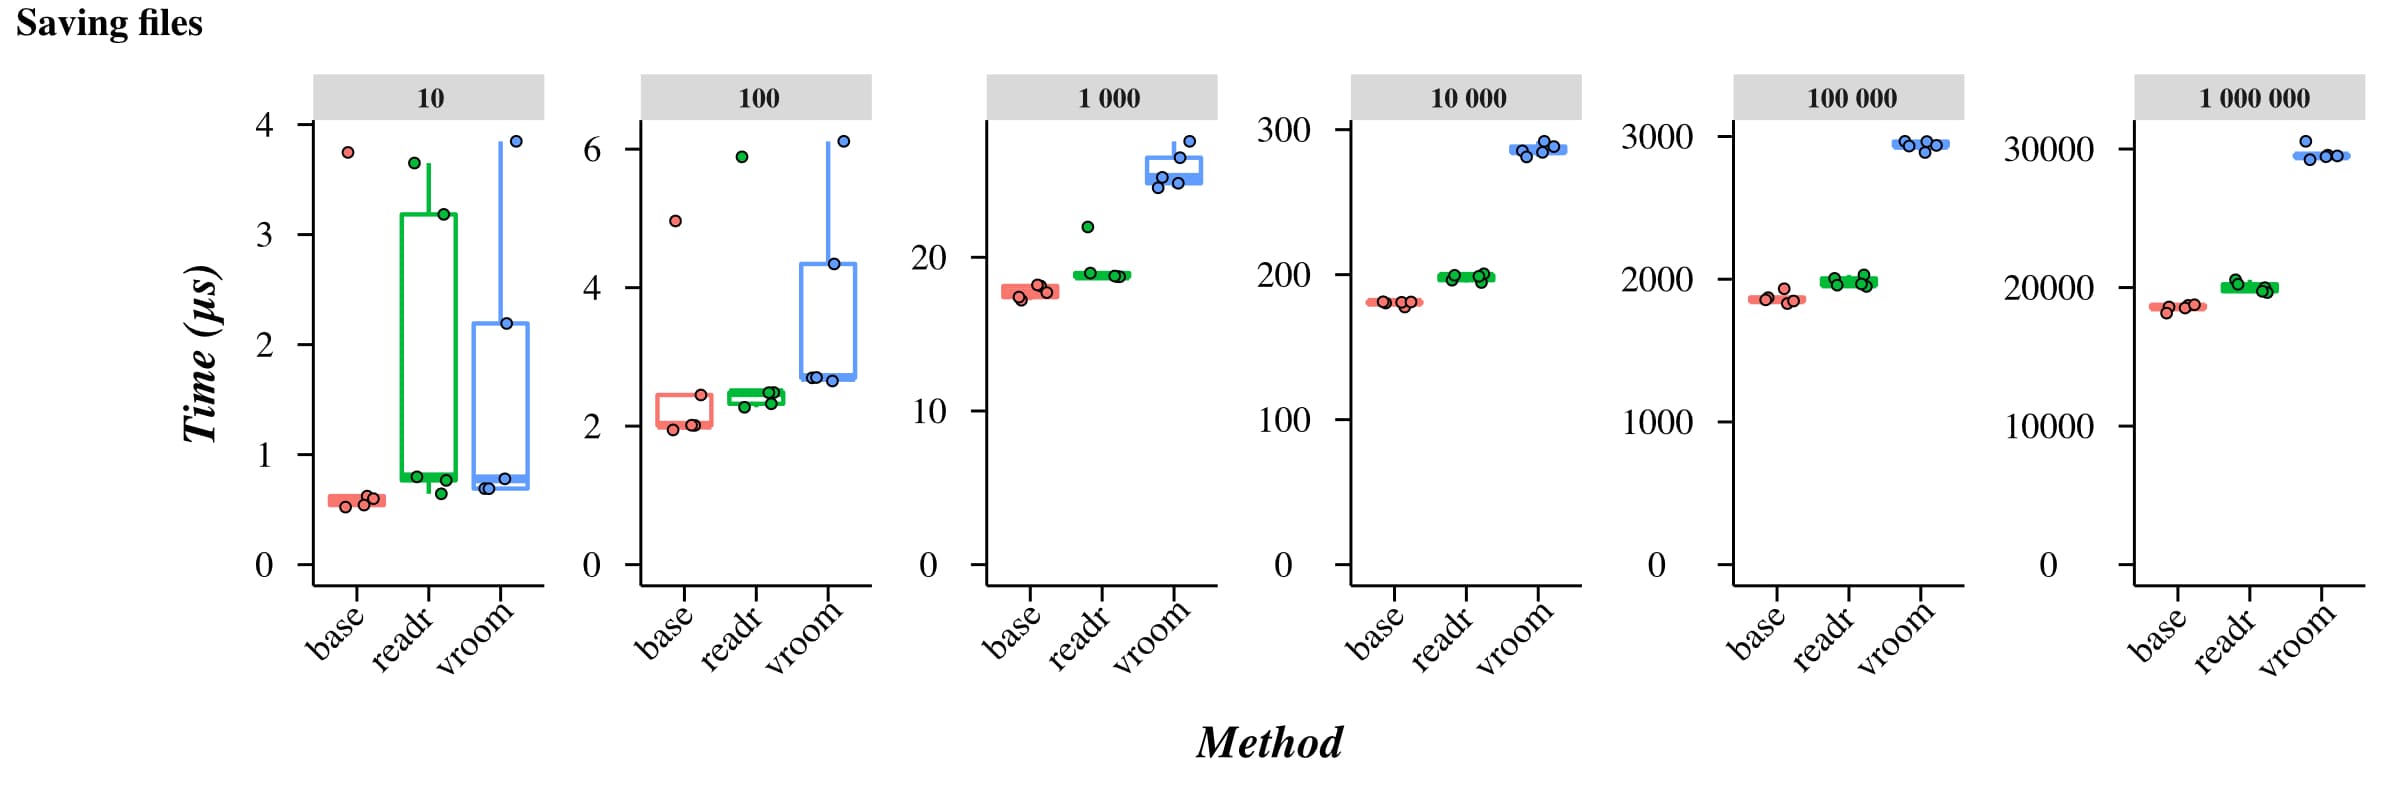 Saving files
10
100
1 000
10 000
100 000
1 000 000
Time (µs)
4
3
2
1
0
base
readr
vroom
6
4
2
0
base
readr
vroom
20
10
0
base
readr
vroom
300
200
100
0
base
readr
vroom
3000
2000
1000
0
base
readr
vroom
30000
20000
10000
0
base
readr
vroom
Method